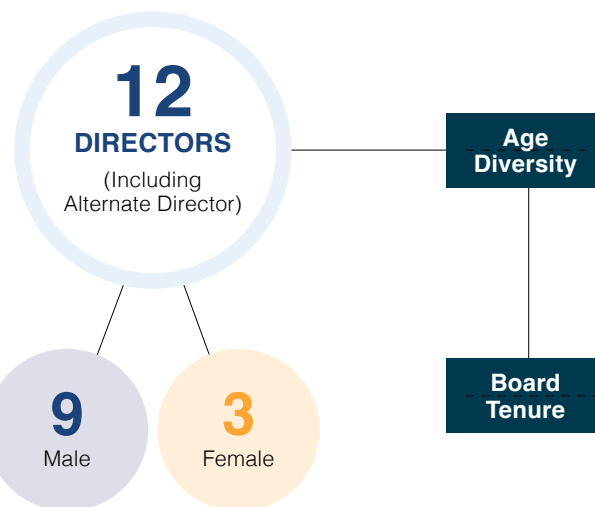 12
DIRECTORS
(Including
Alternate Director)
Age
Diversity
9
Male
3
Female
Board
Tenure